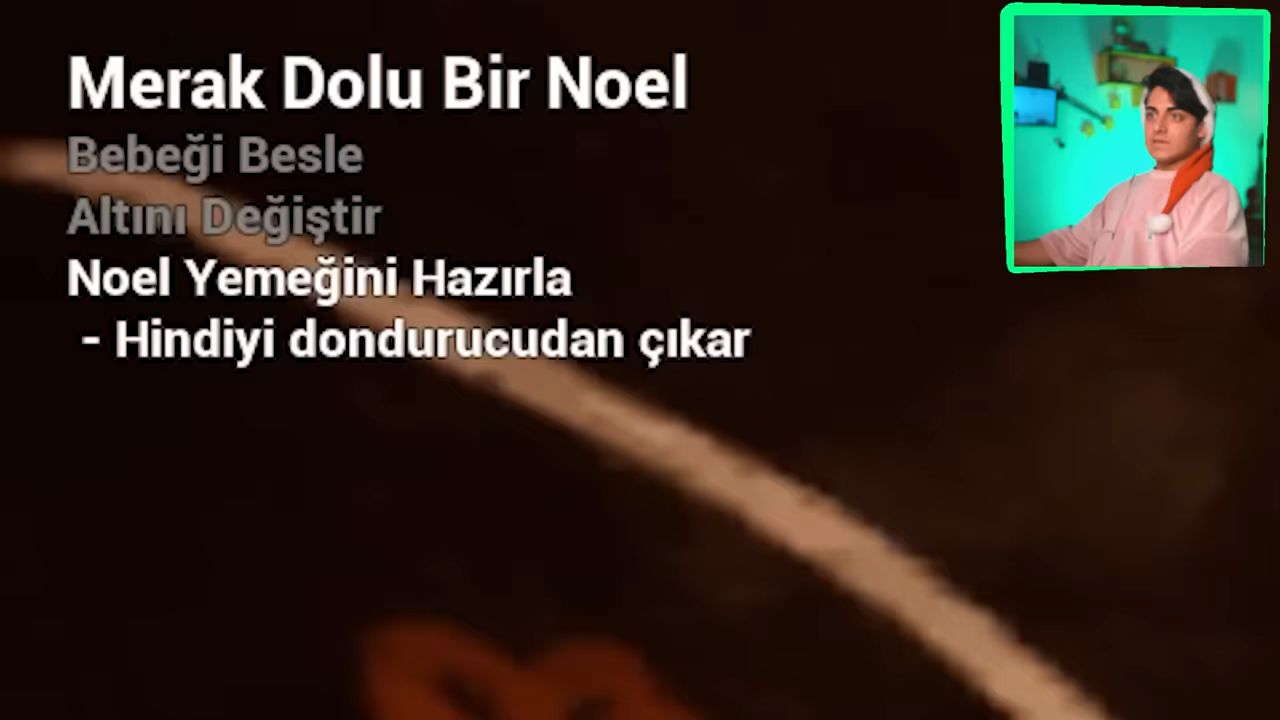 Merak Dolu Bir Noel
Bebeği Besle
Altını Değiştir
Noel Yemeğini Hazırla
- Hindiyi dondurucudan çıkar